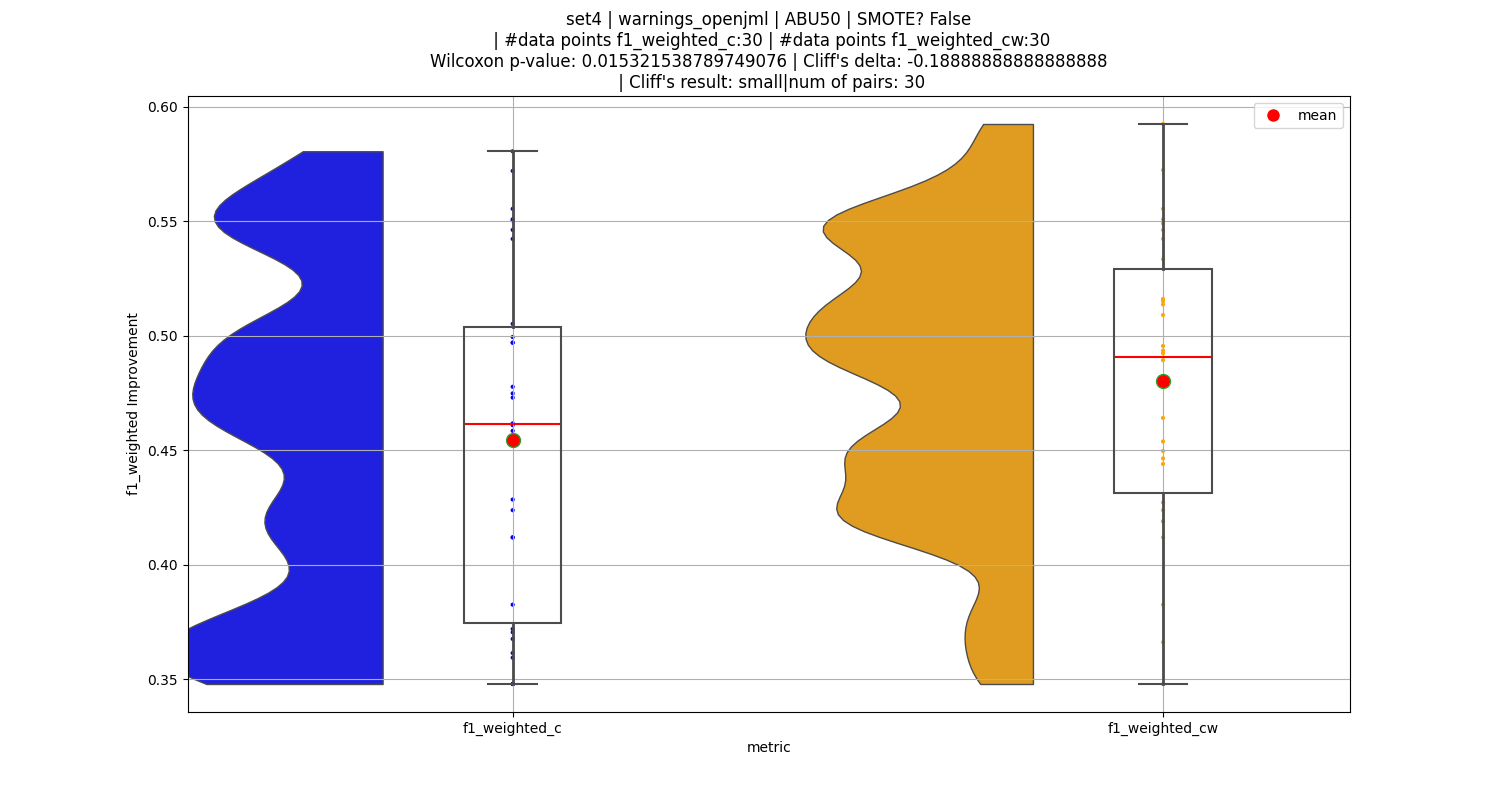 set4 | warnings_openjml | ABU50 | SMOTE? False
| #data points f1_weighted_c:30 | #data points f1_weighted_cw:30
Wilcoxon p-value: 0.015321538789749076 | Cliff's delta: -0.18888888888888888
| Cliff's result: small|num of pairs: 30
mean
0.60
0.55
0.50
0.45
0.40
0.35
f1_weighted Improvement
f1_weighted_c
f1_weighted_cw
metric